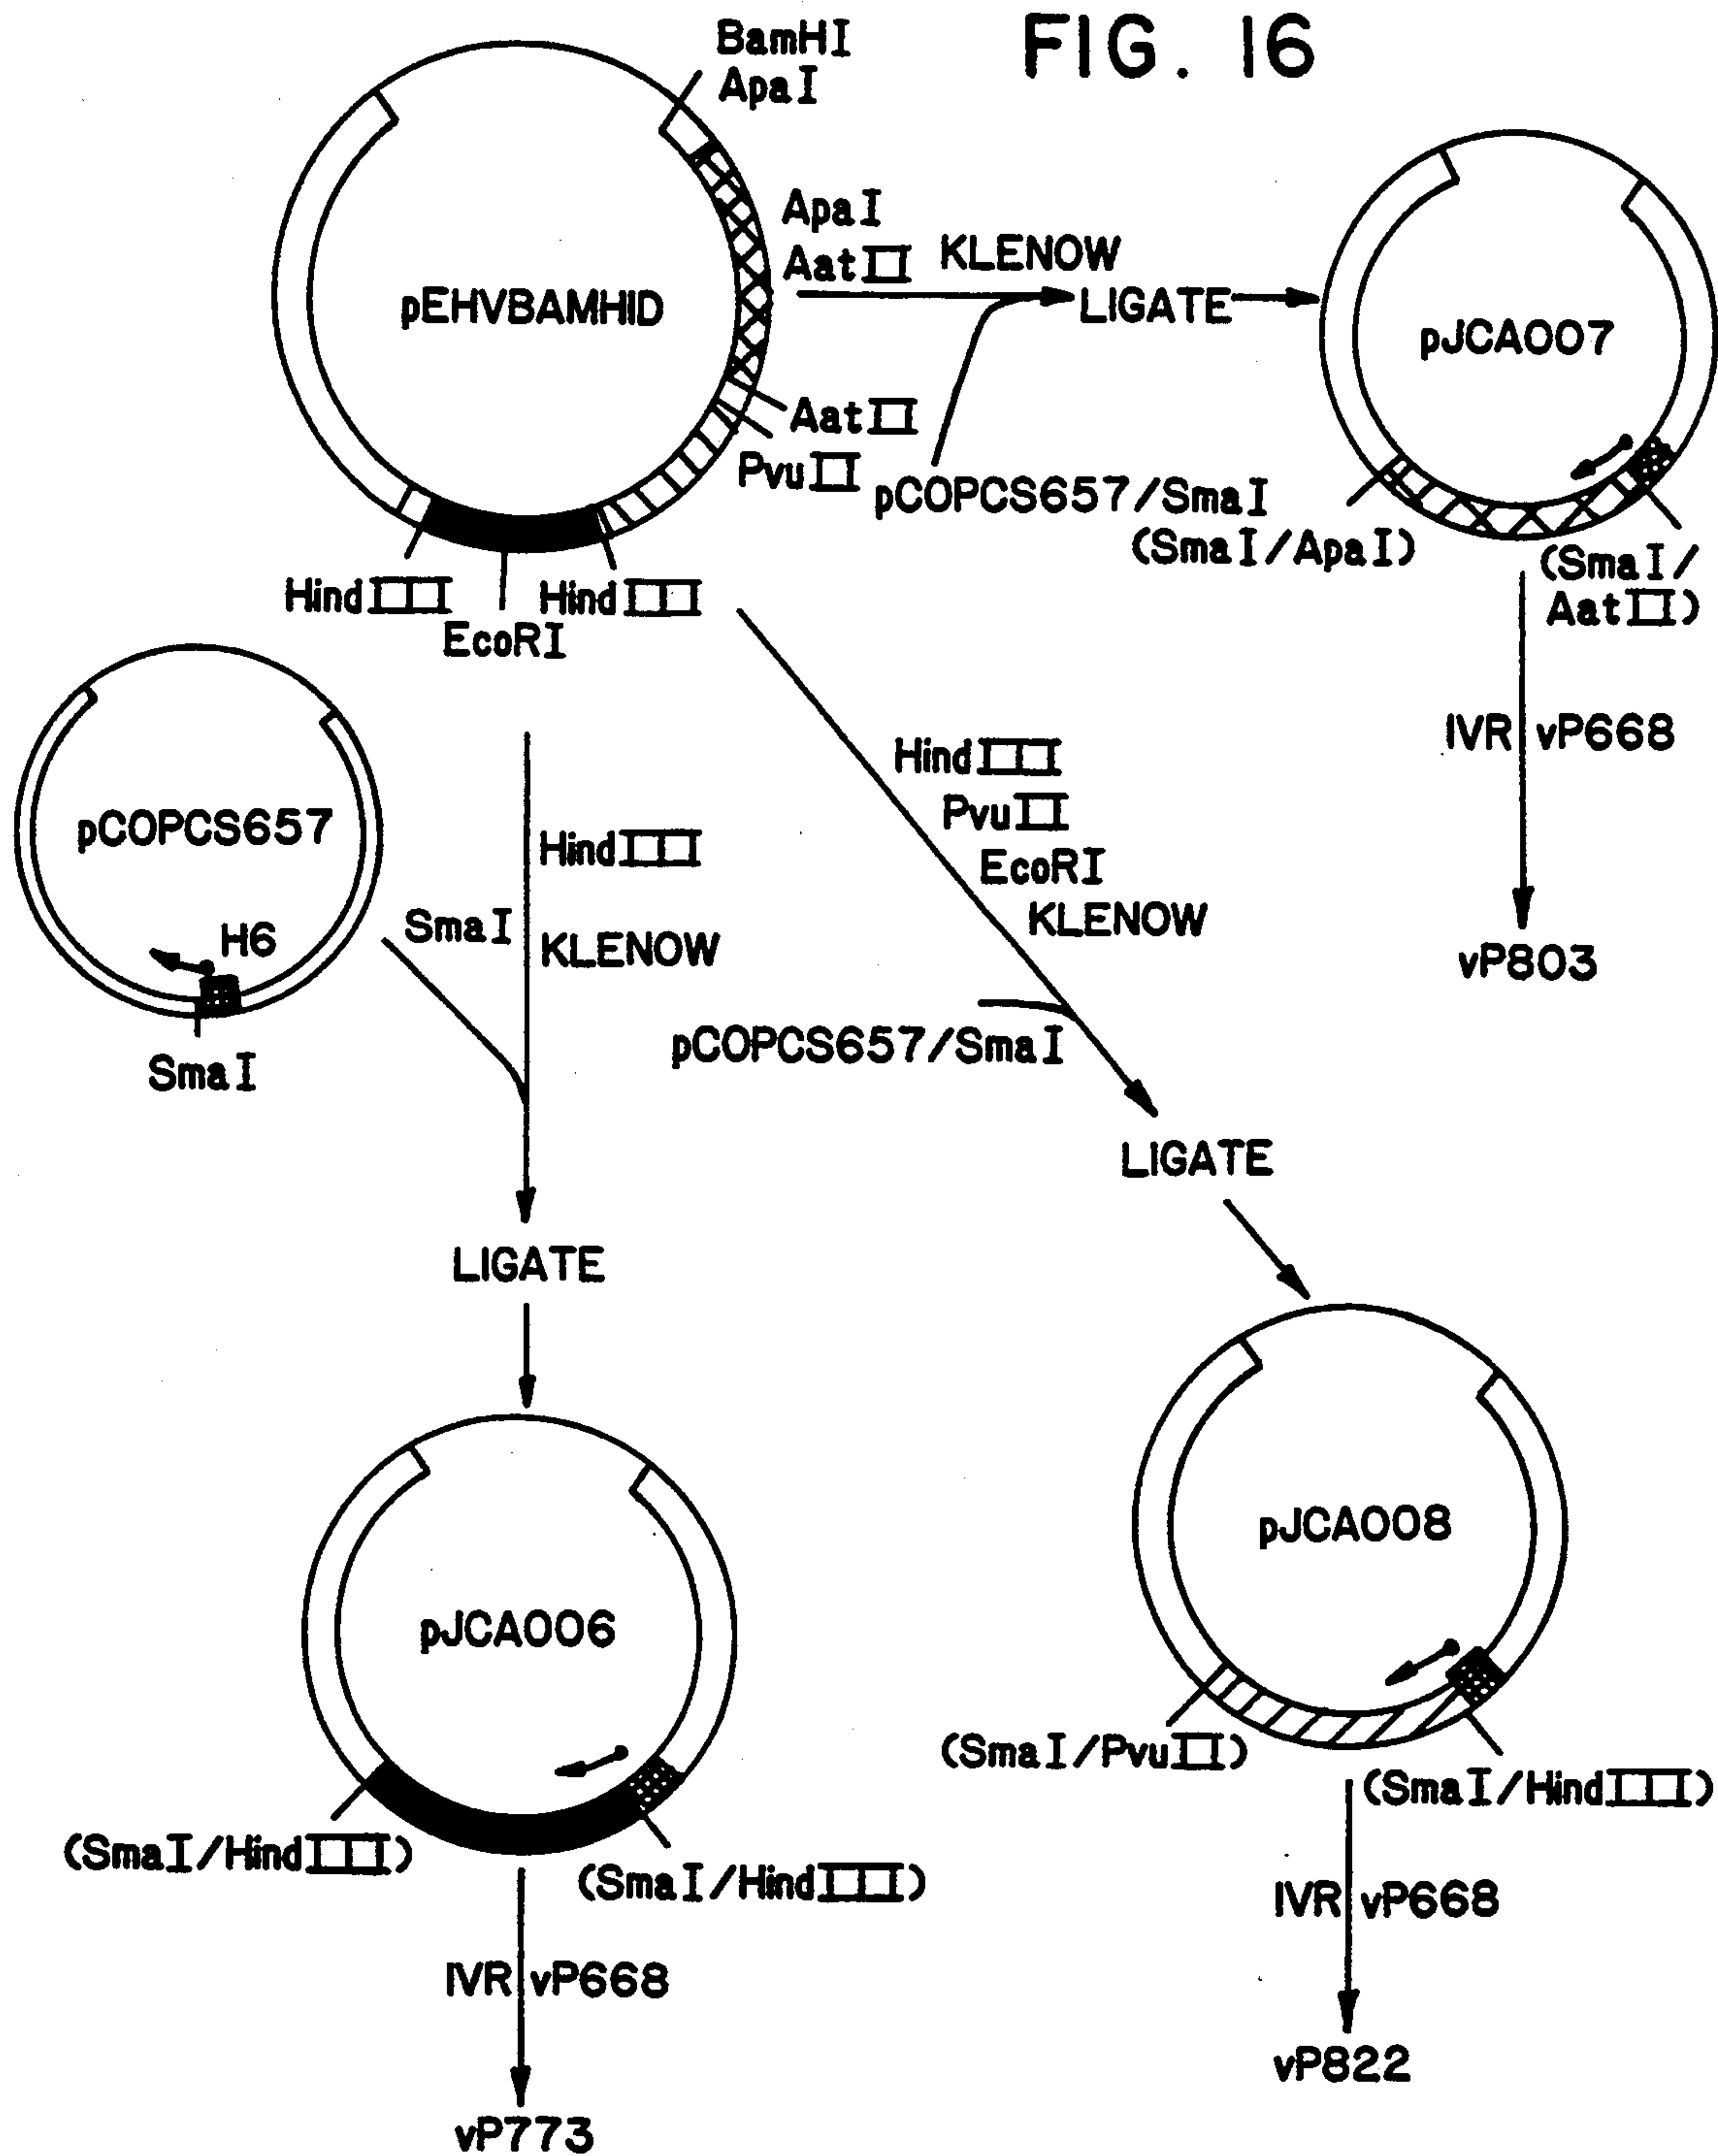 FIG. 16
BamHI
ApaI
pEHVBAMHID
ApaI
AatII
KLENOW
LIGATE
pJCA007
AatII
PvuII
pCOPCS657/SmaI
(SmaI/ApaI)
(SmaI/
AatII)
HindIII
EcoRI
HindIII
IVR vP668
vP803
pCOPCS657
H6
SmaI
SmaI
HindIII
KLENOW
HindIII
PvuII
EcoRI
KLENOW
pCOPCS657/SmaI
LIGATE
LIGATE
pJCA006
(SmaI/HindIII)
(SmaI/HindIII)
IVR vP668
vP773
pJCA008
(SmaI/PvuII)
(SmaI/HindIII)
IVR vP668
vP822